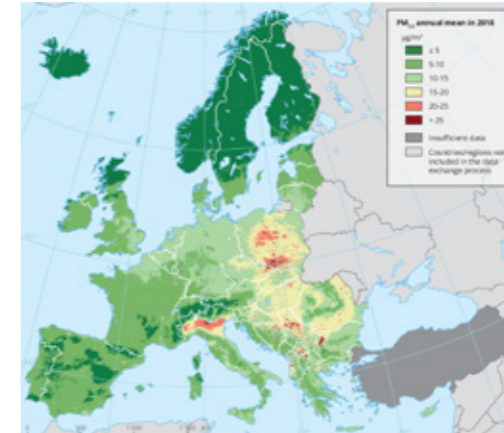 PM2.5 annual mean in 2018
µg/m³
≤ 5
5-10
10-15
15-20
20-25
> 25
Insufficient data
Countries/regions not
included in the data
exchange process